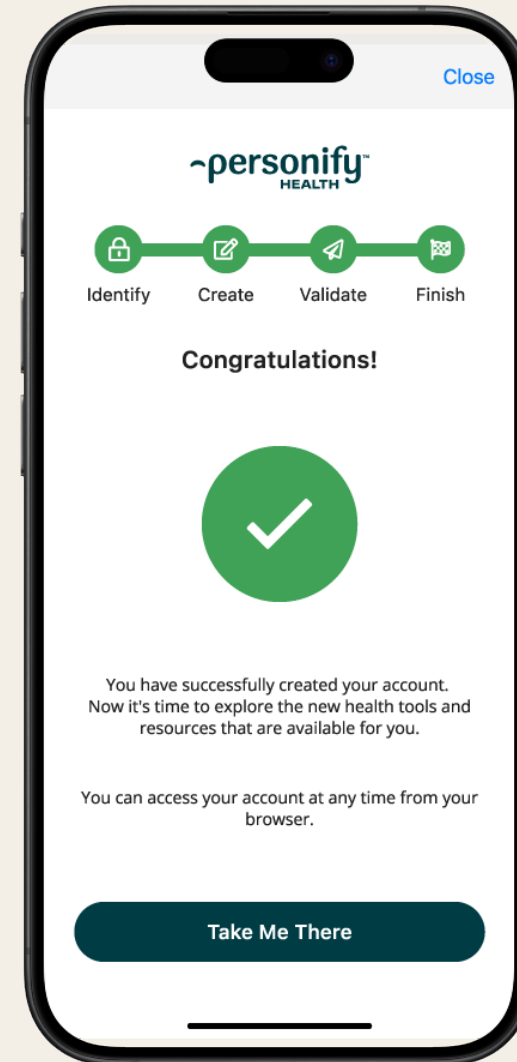 Close
personify™
HEALTH
Identify Create Validate Finish
Congratulations!
You have successfully created your account.
Now it's time to explore the new health tools and
resources that are available for you.
You can access your account at any time from your
browser.
Take Me There